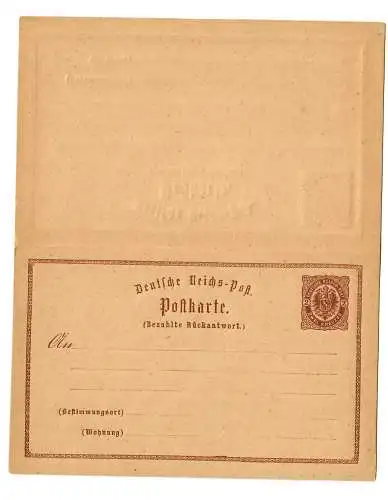 Deutsche Reichs-Post.
Postkarte.
(Bezahlte Rückantwort.)
An
(Bestimmungsort)
(Wohnung)